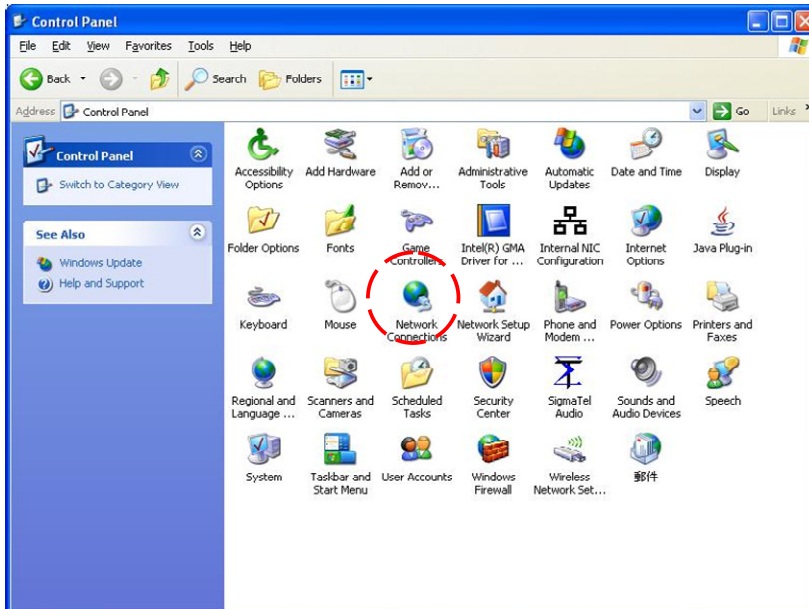 Control Panel
File Edit View Favorites Tools Help
Back Search Folders
Address Control Panel Go Links
Control Panel
Switch to Category View
See Also
Windows Update
Help and Support
Accessibility Options
Add Hardware
Add or Remov...
Administrative Tools
Automatic Updates
Date and Time
Display
Folder Options
Fonts
Game Controllers
Intel(R) GMA Driver for ...
Internal NIC Configuration
Internet Options
Java Plug-in
Keyboard
Mouse
Network Connections
Network Setup Wizard
Phone and Modem ...
Power Options
Printers and Faxes
Regional and Language ...
Scanners and Cameras
Scheduled Tasks
Security Center
SigmaTel Audio
Sounds and Audio Devices
Speech
System
Taskbar and Start Menu
User Accounts
Windows Firewall
Wireless Network Set...
郵件